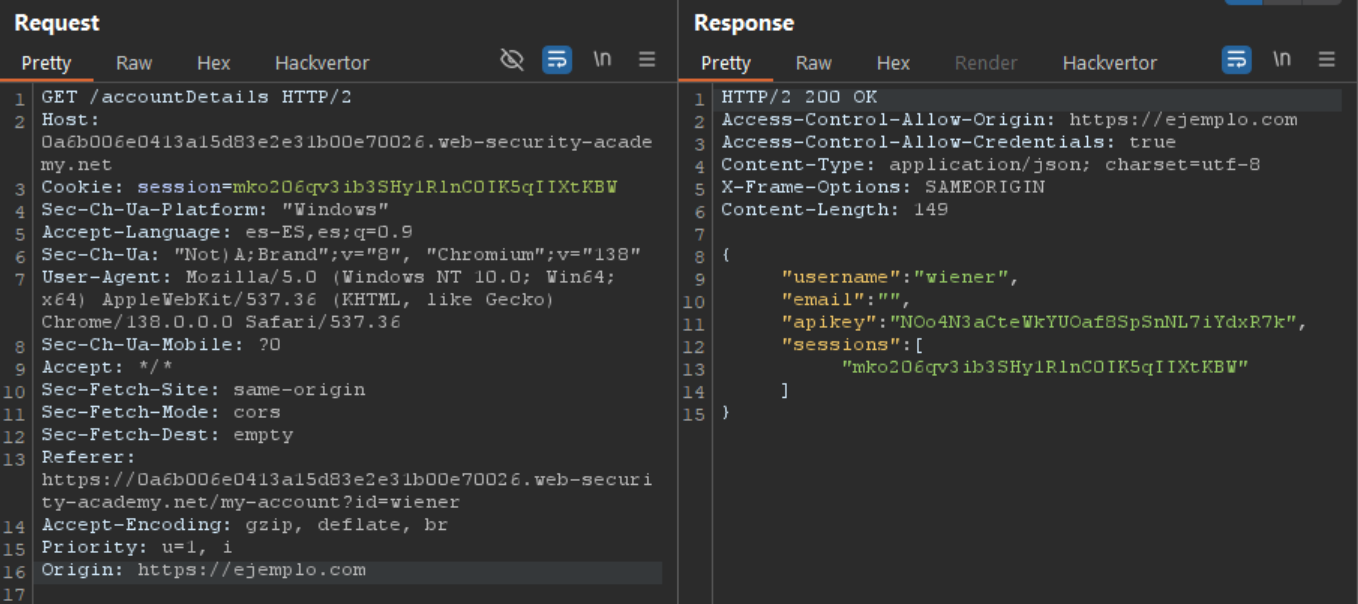 Request
Pretty Raw Hex Hackvertor \n
1 GET /accountDetails HTTP/2
2 Host:
0a6b006e0413a15d83e2e31b00e70026.web-security-acade
my.net
3 Cookie: session=mko2O6qv3ib3SHy1RlnCOIK5qIIXtKBW
4 Sec-Ch-Ua-Platform: "Windows"
5 Accept-Language: es-ES,es;q=0.9
6 Sec-Ch-Ua: "Not)A;Brand";v="8", "Chromium";v="138"
7 User-Agent: Mozilla/5.0 (Windows NT 10.0; Win64;
x64) AppleWebKit/537.36 (KHTML, like Gecko)
Chrome/138.0.0.0 Safari/537.36
8 Sec-Ch-Ua-Mobile: ?0
9 Accept: */*
10 Sec-Fetch-Site: same-origin
11 Sec-Fetch-Mode: cors
12 Sec-Fetch-Dest: empty
13 Referer:
https://0a6b006e0413a15d83e2e31b00e70026.web-securi
ty-academy.net/my-account?id=wiener
14 Accept-Encoding: gzip, deflate, br
15 Priority: u=1, i
16 Origin: https://ejemplo.com
17
Response
Pretty Raw Hex Render Hackvertor \n
1 HTTP/2 200 OK
2 Access-Control-Allow-Origin: https://ejemplo.com
3 Access-Control-Allow-Credentials: true
4 Content-Type: application/json; charset=utf-8
5 X-Frame-Options: SAMEORIGIN
6 Content-Length: 149
7
8 {
9 "username":"wiener",
10 "email":"",
11 "apikey":"NOo4N3aCteWkYUOaf8SpSnNL7iYdxR7k",
12 "sessions":[
13 "mko2O6qv3ib3SHy1RlnCOIK5qIIXtKBW"
14 ]
15 }